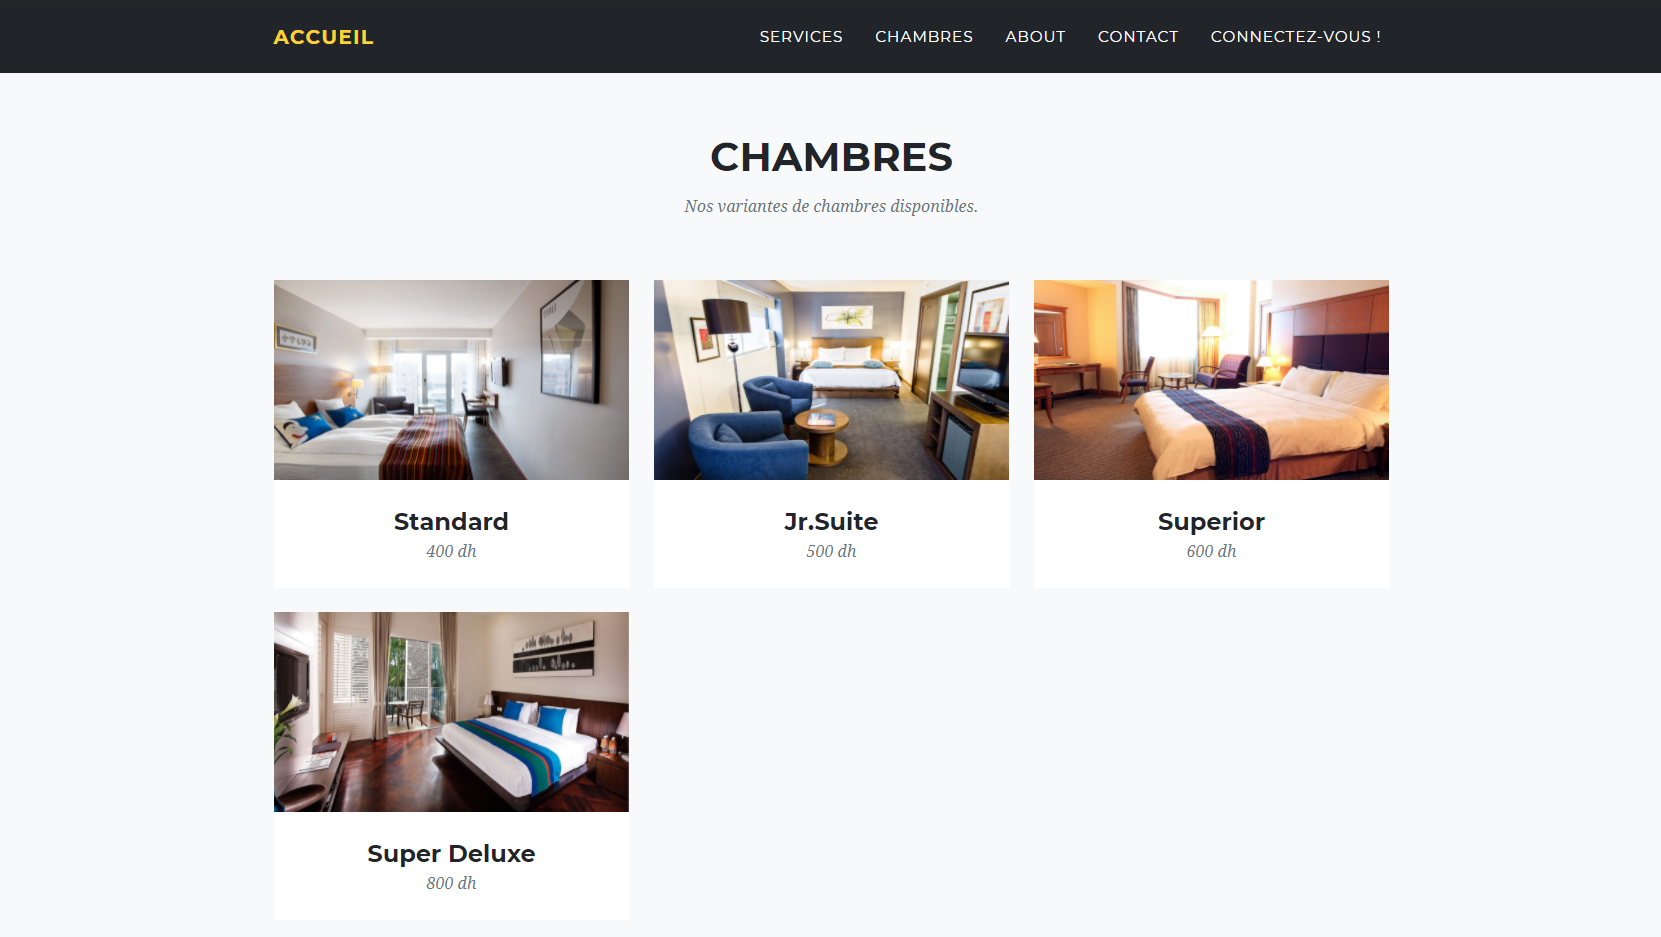 ACCUEIL
SERVICES
CHAMBRES
ABOUT
CONTACT
CONNECTEZ-VOUS !
CHAMBRES
Nos variantes de chambres disponibles.
Standard
400 dh
Jr.Suite
500 dh
Superior
600 dh
Super Deluxe
800 dh